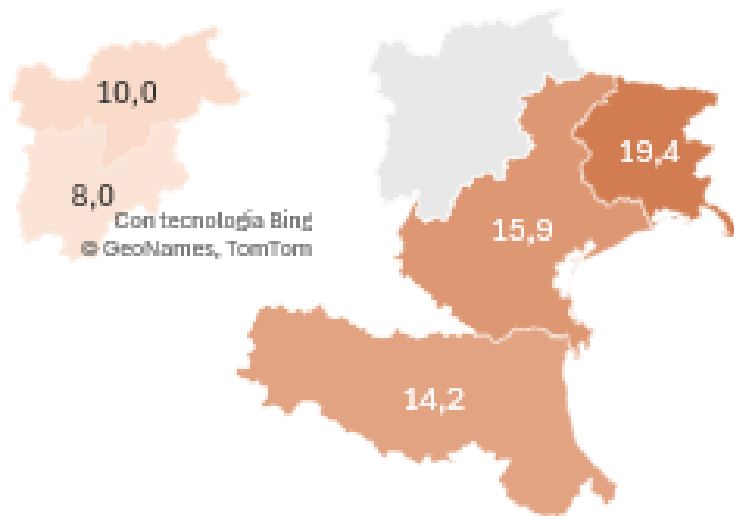 10,0
19,4
8,0
Con tecnologia Bing
© GeoNames, TomTom
15,9
14,2